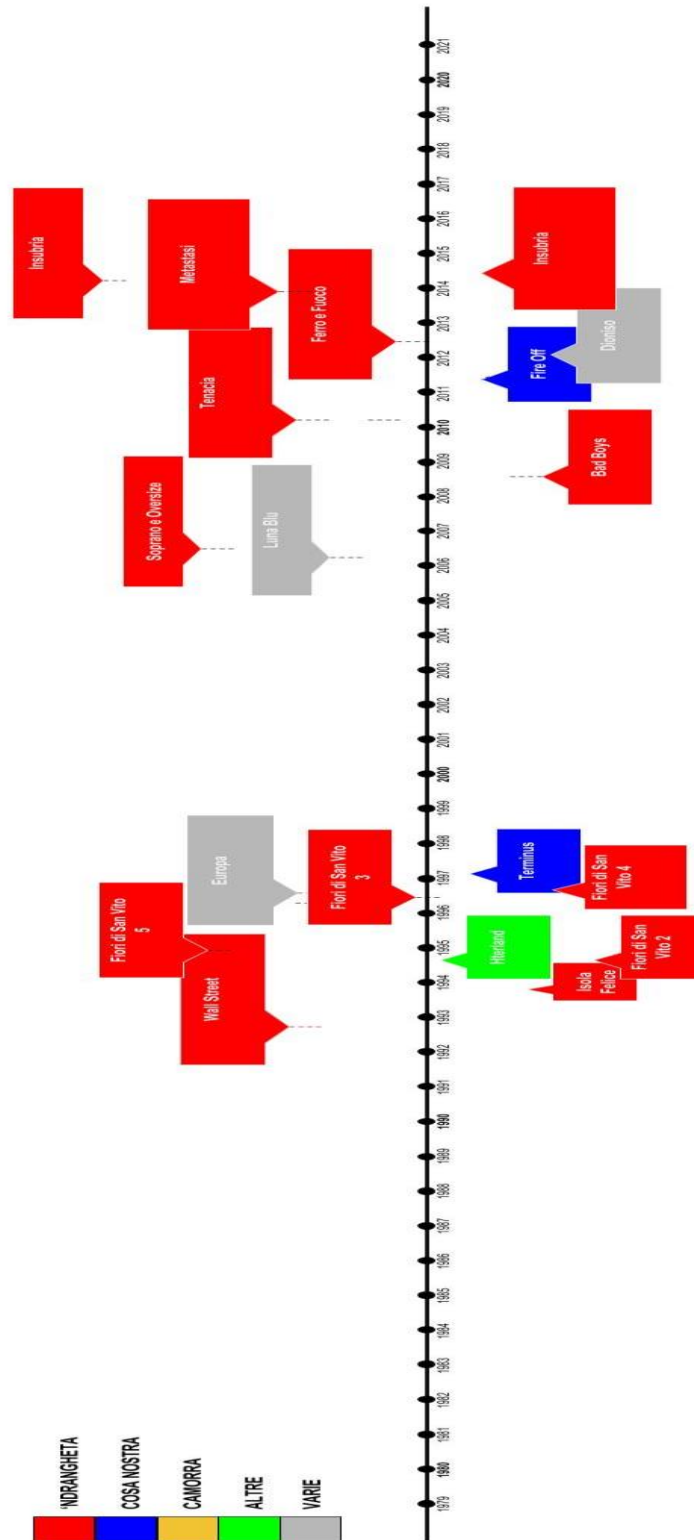 'NDRANGHETA
COSA NOSTRA
CAMORRA
ALTRE
VARIE
Insubria
Metastasi
Ferro e Fuoco
Tenacia
Soprano e Oversize
Luna Blu
Europa
Fiori di San Vito
3
Fiori di San Vito
5
Wall Street
1979
1980
1981
1982
1983
1984
1985
1986
1987
1988
1989
1990
1991
1992
1993
1994
1995
1996
1997
1998
1999
2000
2001
2002
2003
2004
2005
2006
2007
2008
2009
2010
2011
2012
2013
2014
2015
2016
2017
2018
2019
2020
2021
Insubria
Dioniso
Fire Off
Bad Boys
Terminus
Fiori di San
Vito 4
Hterland
Isola
Felice
Fiori di San
Vito 2